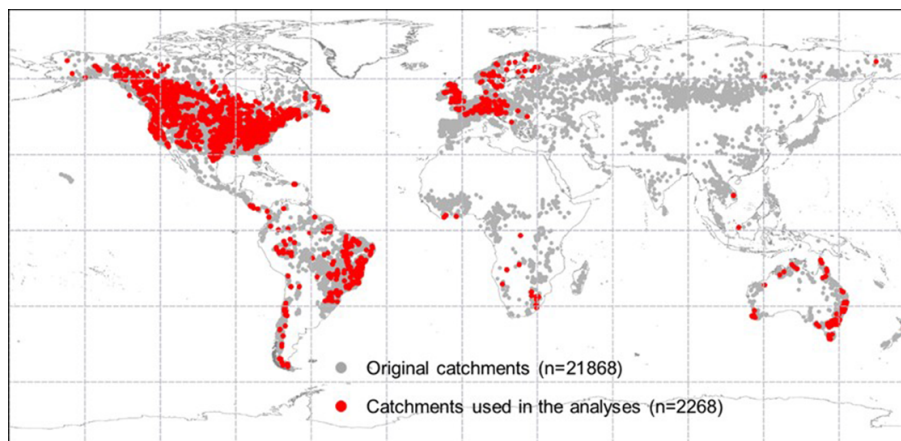 Original catchments (n=21868)
Catchments used in the analyses (n=2268)